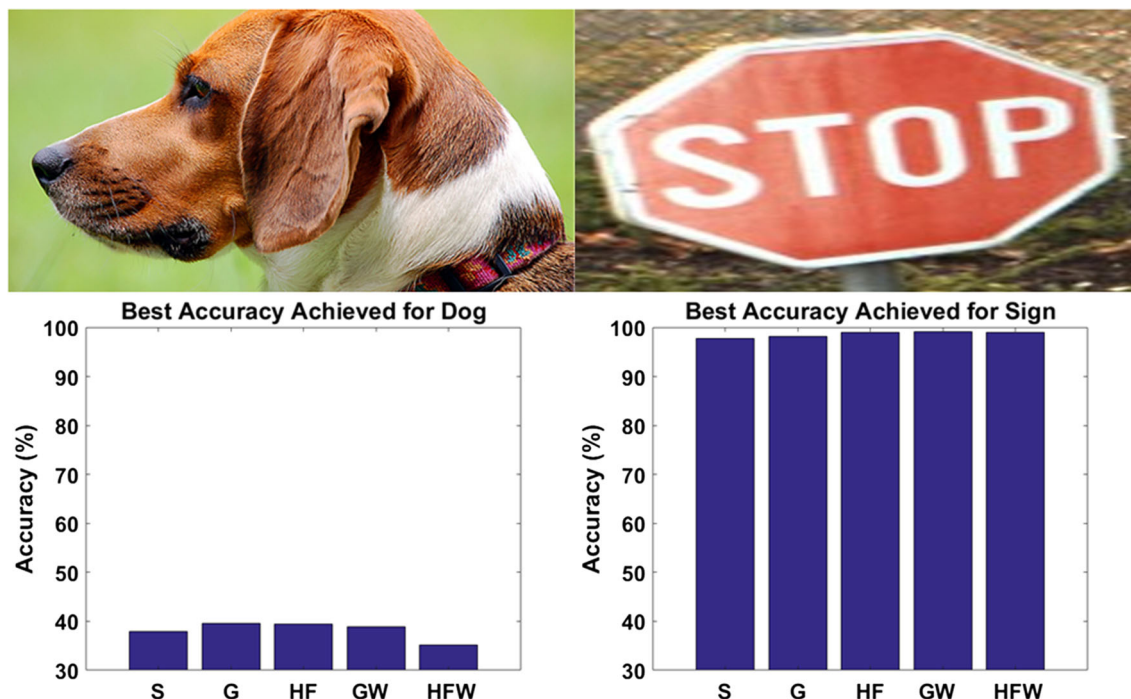 STOP
Best Accuracy Achieved for Dog
100
90
80
70
60
50
40
30
Accuracy (%)
S G HF GW HFW
Best Accuracy Achieved for Sign
100
90
80
70
60
50
40
30
Accuracy (%)
S G HF GW HFW